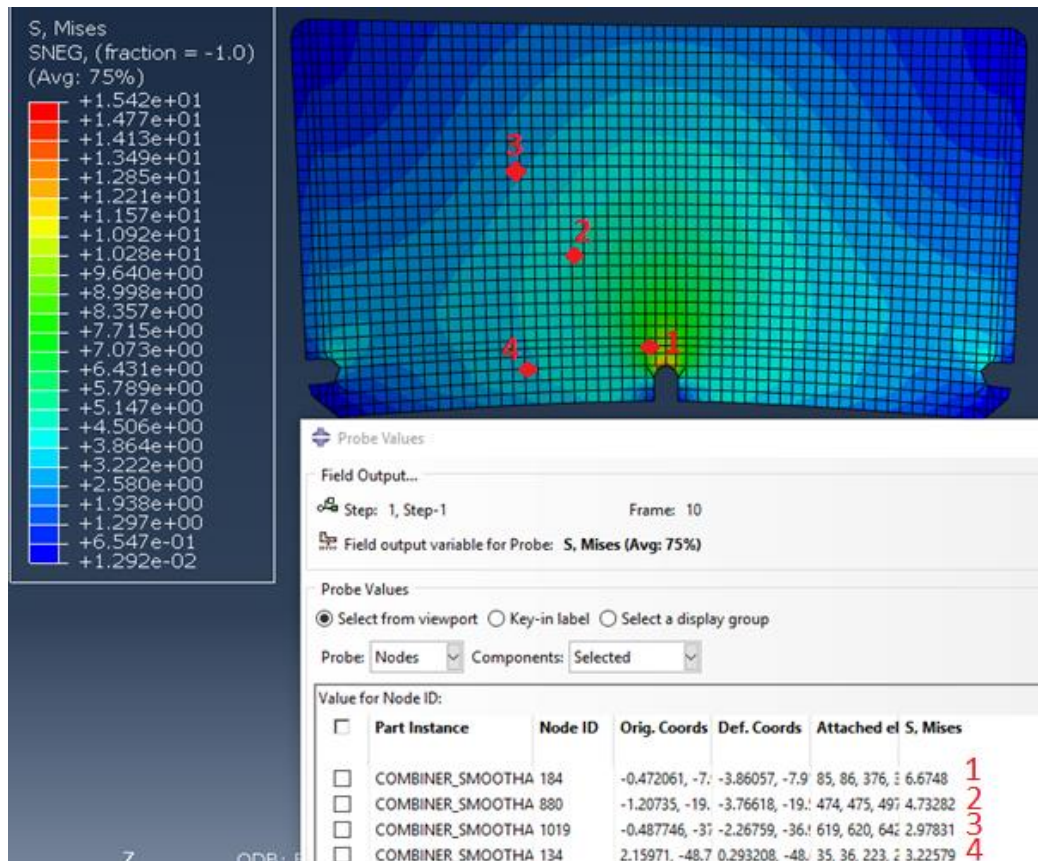 S, Mises
SNEG, (fraction = -1.0)
(Avg: 75%)
+1.542e+01
+1.477e+01
+1.413e+01
+1.349e+01
+1.285e+01
+1.221e+01
+1.157e+01
+1.092e+01
+1.028e+01
+9.640e+00
+8.998e+00
+8.357e+00
+7.715e+00
+7.073e+00
+6.431e+00
+5.789e+00
+5.147e+00
+4.506e+00
+3.864e+00
+3.222e+00
+2.580e+00
+1.938e+00
+1.297e+00
+6.547e-01
+1.292e-02
3
2
4
1
Probe Values
Field Output...
Step: 1, Step-1 Frame: 10
Field output variable for Probe: S, Mises (Avg: 75%)
Probe Values
Select from viewport Key-in label Select a display group
Probe: Nodes Components: Selected
Value for Node ID:
Part Instance Node ID Orig. Coords Def. Coords Attached el S, Mises
COMBINER_SMOOTHA 184 -0.472061, -7. -3.86057, -7.9 85, 86, 376, 6.6748 1
COMBINER_SMOOTHA 880 -1.20735, -19. -3.76618, -19. 474, 475, 497 4.73282 2
COMBINER_SMOOTHA 1019 -0.487746, -37 -2.26759, -36. 619, 620, 642 2.97831 3
COMBINER_SMOOTHA 134 2.15971, -48.7 0.293208, -48. 35, 36, 223, 3.22579 4
Z